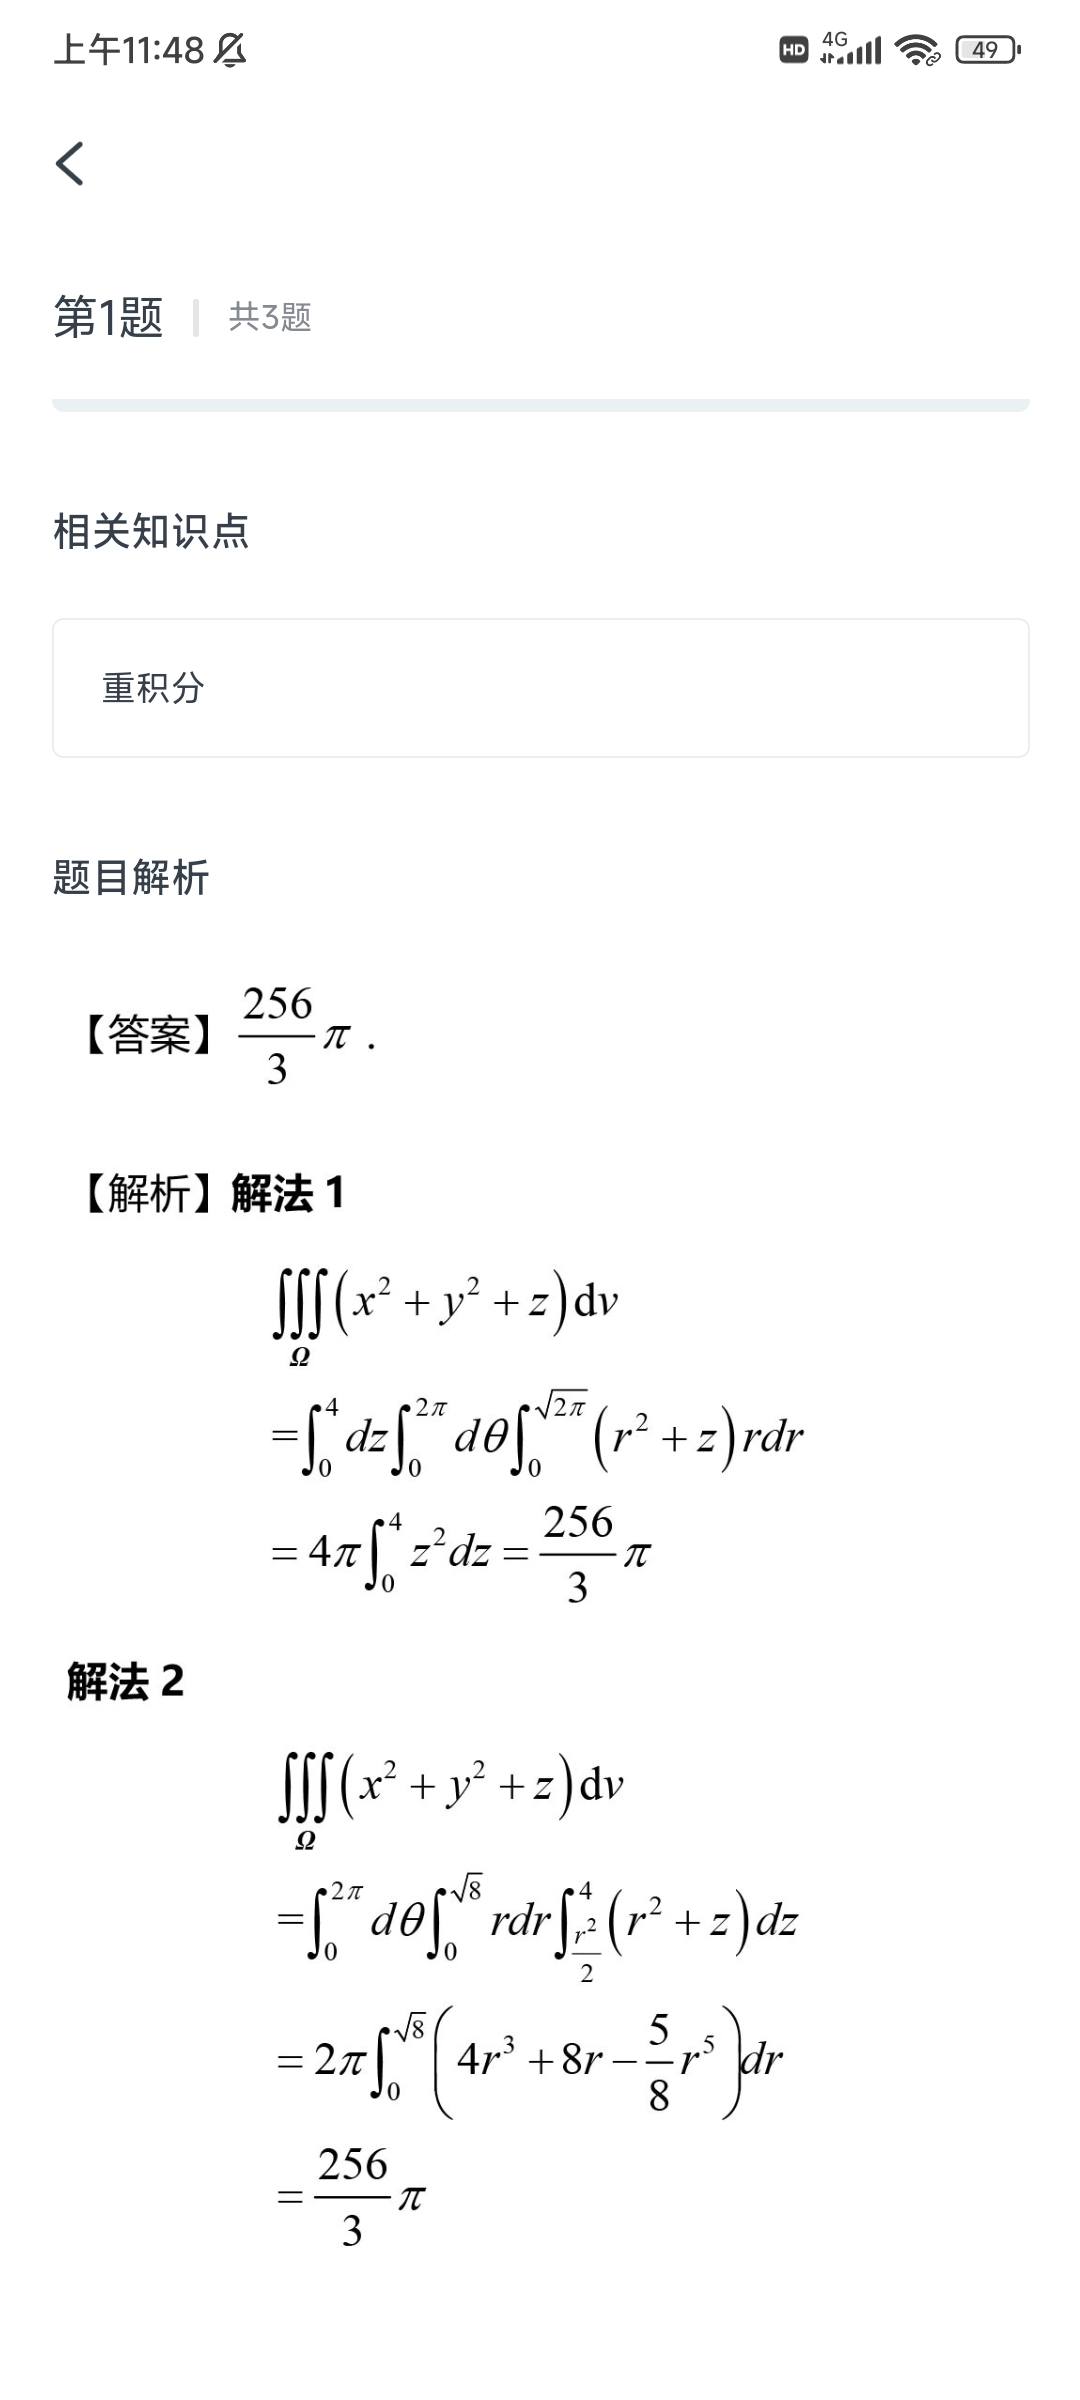 上午11:48 HD 4G 49
第1题 共3题
相关知识点
重积分
题目解析
【答案】 $\frac{256}{3}\pi$ .
【解析】解法 1
$\iiint\limits_{\Omega}(x^2+y^2+z)\mathrm{d}v$
$=\int_0^4 dz\int_0^{2\pi} d\theta\int_0^{\sqrt{2\pi}}(r^2+z)rdr$
$=4\pi\int_0^4 z^2dz=\frac{256}{3}\pi$
解法 2
$\iiint\limits_{\Omega}(x^2+y^2+z)\mathrm{d}v$
$=\int_0^{2\pi} d\theta\int_0^{\sqrt{8}} rdr\int_{\frac{r^2}{2}}^4(r^2+z)dz$
$=2\pi\int_0^{\sqrt{8}}\left(4r^3+8r-\frac{5}{8}r^5\right)dr$
$=\frac{256}{3}\pi$